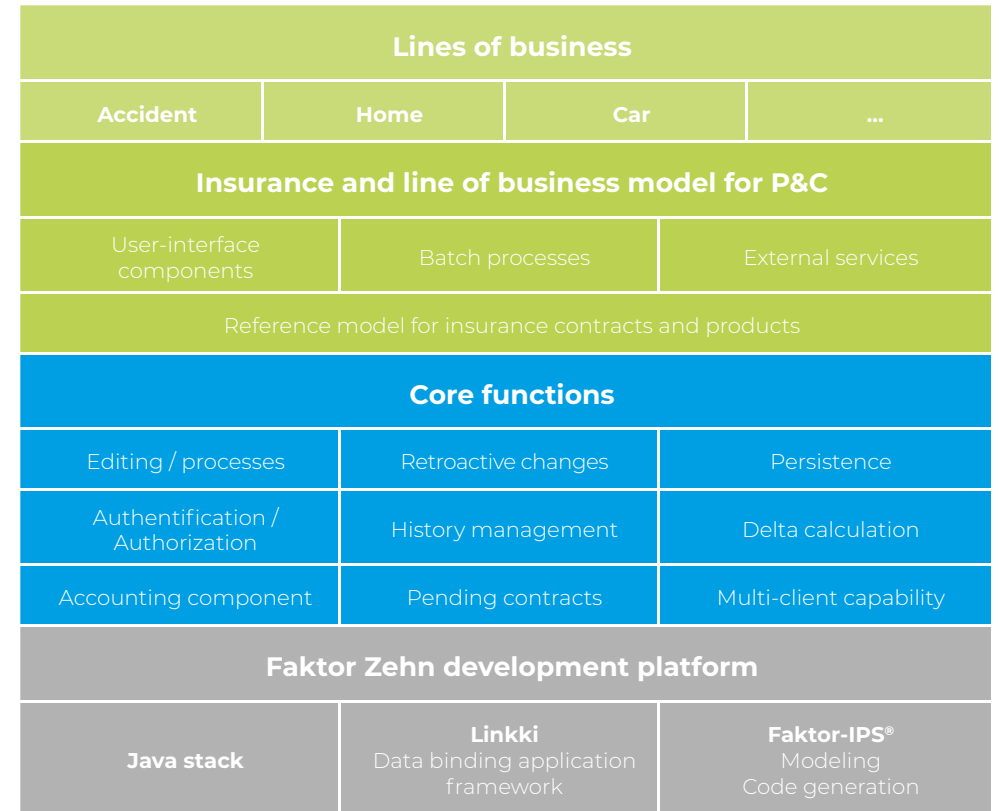 Lines of business
Accident
Home
Car
...
Insurance and line of business model for P&C
User-interface
components
Batch processes
External services
Reference model for insurance contracts and products
Core functions
Editing / processes
Retroactive changes
Persistence
Authentification /
Authorization
History management
Delta calculation
Accounting component
Pending contracts
Multi-client capability
Faktor Zehn development platform
Java stack
Linkki
Data binding application
framework
Faktor-IPS®
Modeling
Code generation